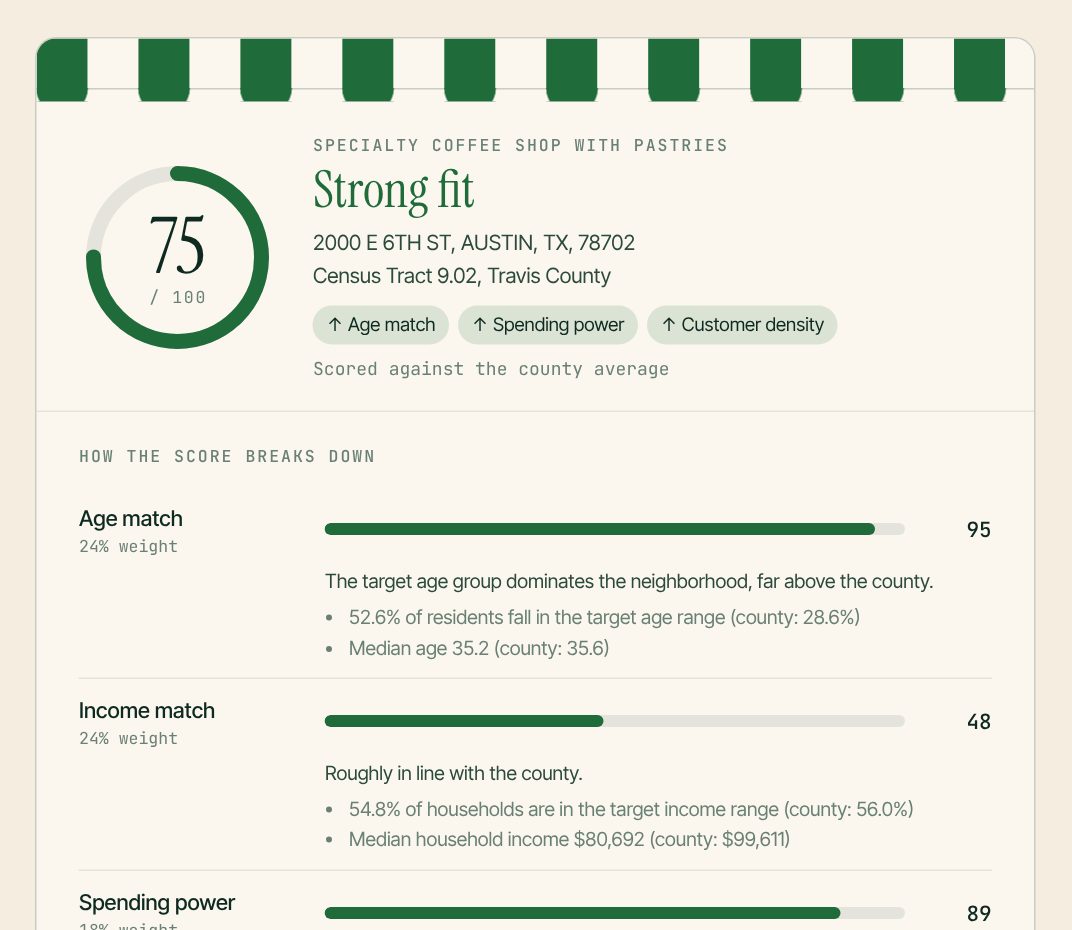 SPECIALTY COFFEE SHOP WITH PASTRIES
Strong fit
75
/ 100
2000 E 6TH ST, AUSTIN, TX, 78702
Census Tract 9.02, Travis County
↑ Age match ↑ Spending power ↑ Customer density
Scored against the county average
HOW THE SCORE BREAKS DOWN
Age match
24% weight
95
The target age group dominates the neighborhood, far above the county.
• 52.6% of residents fall in the target age range (county: 28.6%)
• Median age 35.2 (county: 35.6)
Income match
24% weight
48
Roughly in line with the county.
• 54.8% of households are in the target income range (county: 56.0%)
• Median household income $80,692 (county: $99,611)
Spending power
89
18% weight